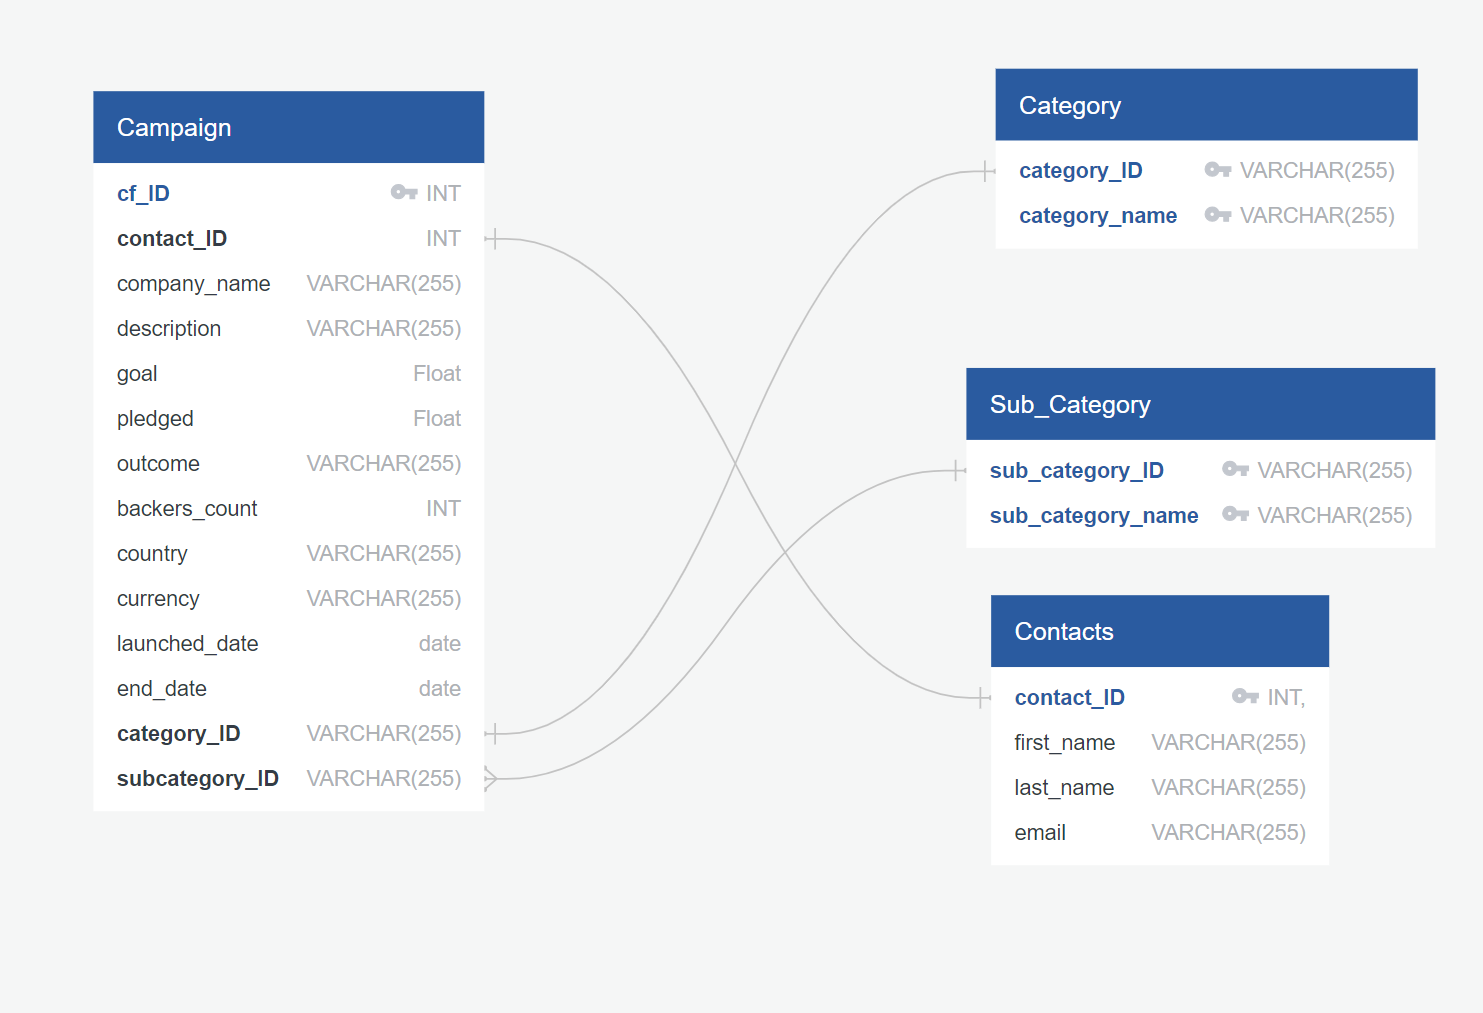 Campaign
cf_ID INT
contact_ID INT
company_name VARCHAR(255)
description VARCHAR(255)
goal Float
pledged Float
outcome VARCHAR(255)
backers_count INT
country VARCHAR(255)
currency VARCHAR(255)
launched_date date
end_date date
category_ID VARCHAR(255)
subcategory_ID VARCHAR(255)
Category
category_ID VARCHAR(255)
category_name VARCHAR(255)
Sub_Category
sub_category_ID VARCHAR(255)
sub_category_name VARCHAR(255)
Contacts
contact_ID INT,
first_name VARCHAR(255)
last_name VARCHAR(255)
email VARCHAR(255)